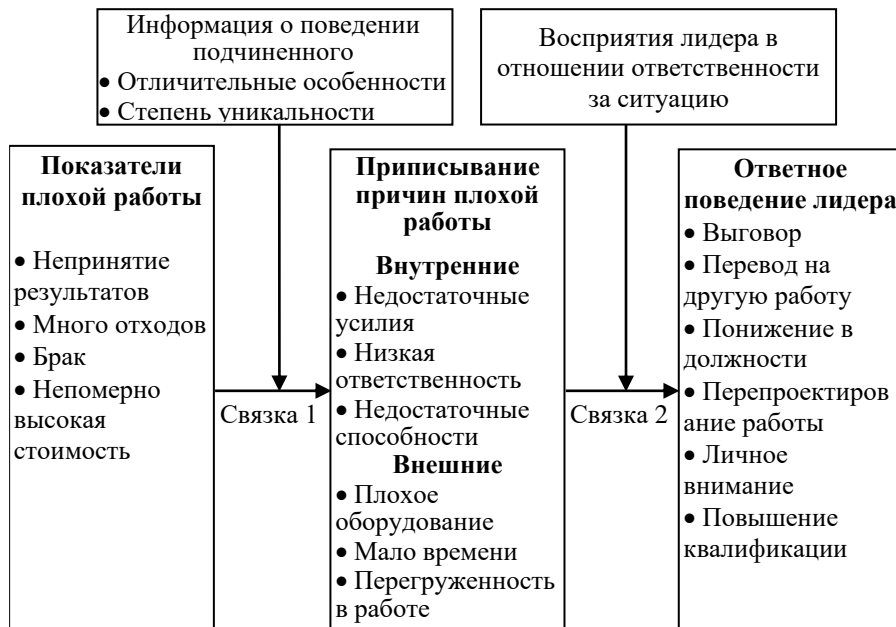 Информация о поведении
подчиненного
• Отличительные особенности
• Степень уникальности
Восприятия лидера в
отношении ответственности
за ситуацию
Показатели
плохой работы
• Непринятие
результатов
• Много отходов
• Брак
• Непомерно
высокая
стоимость
Связка 1
Приписывание
причин плохой
работы
Внутренние
• Недостаточные
усилия
• Низкая
ответственность
• Недостаточные
способности
Внешние
• Плохое
оборудование
• Мало времени
• Перегруженность
в работе
Связка 2
Ответное
поведение лидера
• Выговор
• Перевод на
другую работу
• Понижение в
должности
• Перепроектиров
ание работы
• Личное
внимание
• Повышение
квалификации